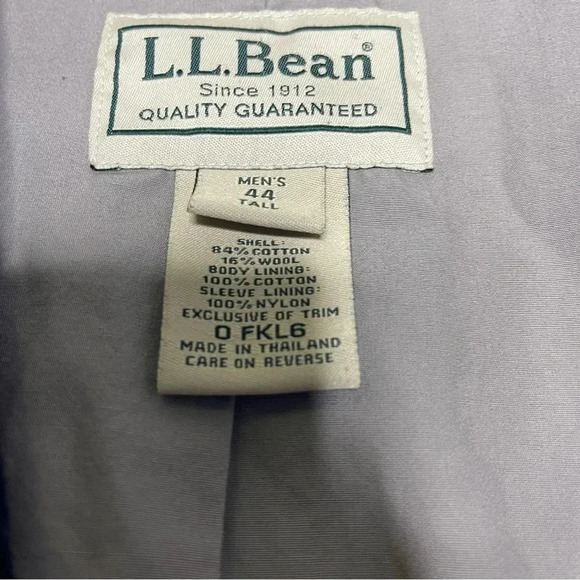 L.L.Bean®
Since 1912
QUALITY GUARANTEED
MEN'S
44
TALL
SHELL:
84% COTTON
16% WOOL
BODY LINING:
100% COTTON
SLEEVE LINING:
100% NYLON
EXCLUSIVE OF TRIM
0 FKL6
MADE IN THAILAND
CARE ON REVERSE